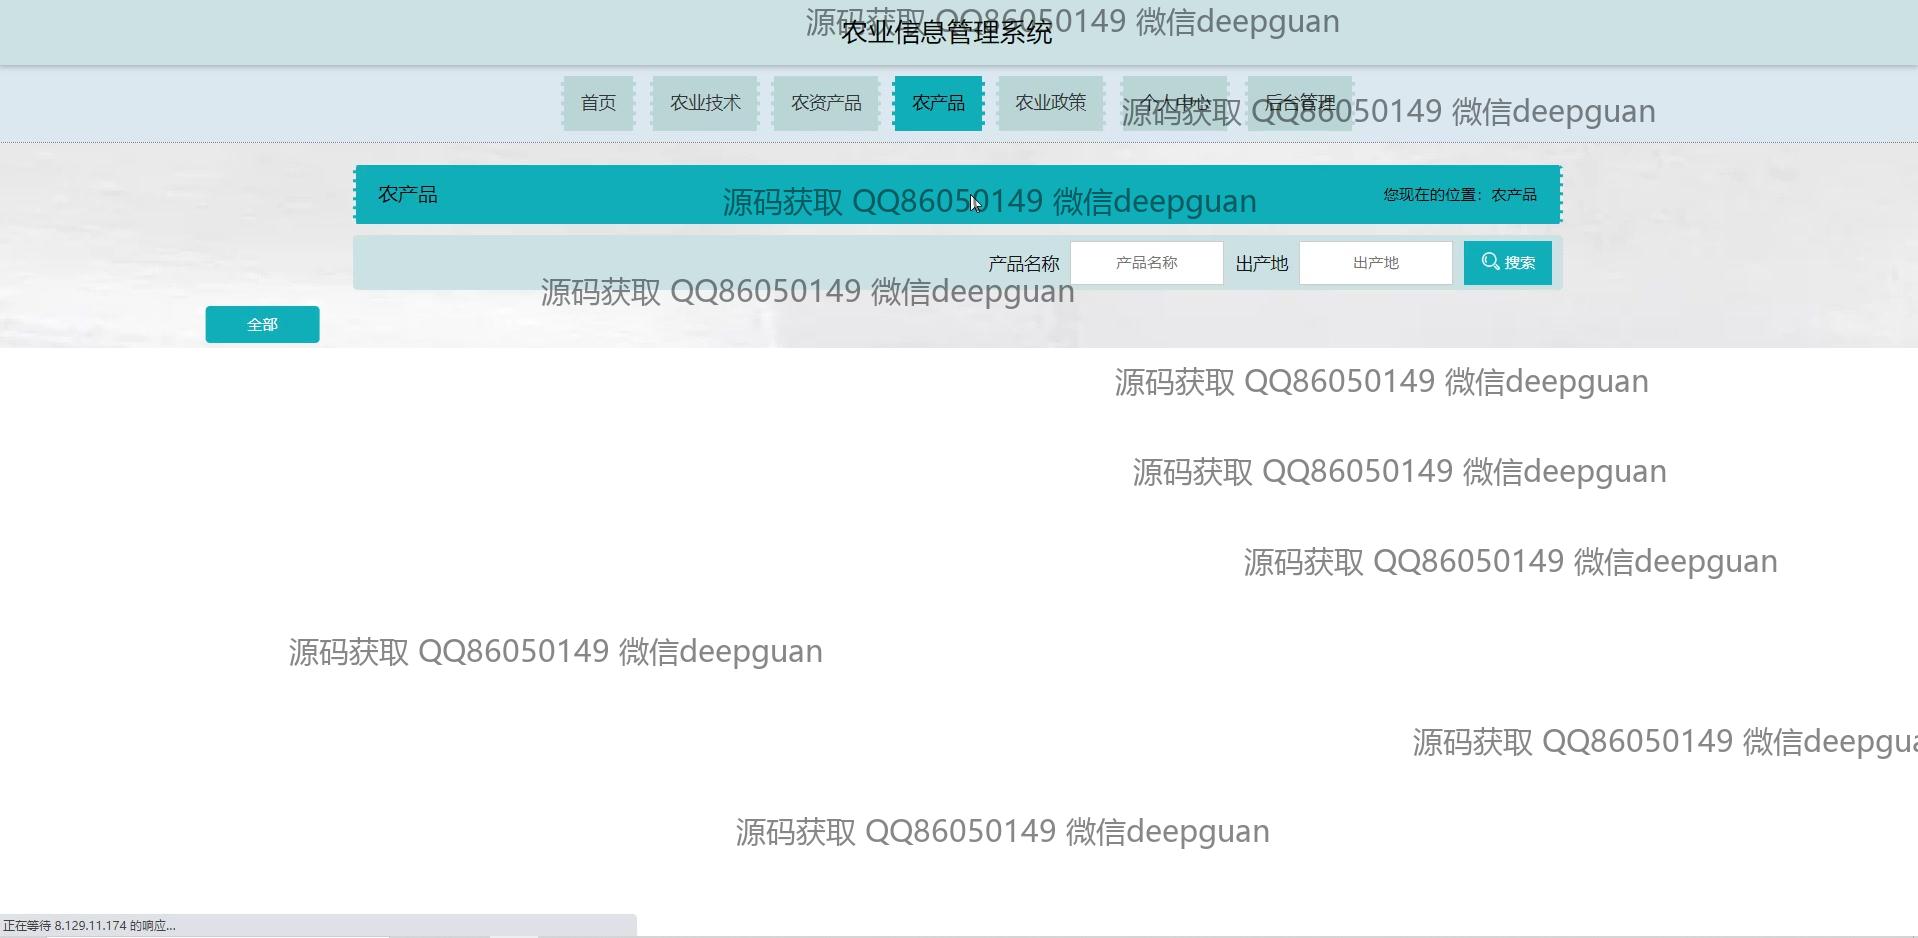 源码获取 QQ86050149 微信deepguan
农业信息管理系统
首页 农业技术 农资产品 农产品 农业政策 个人中心 后台管理
源码获取 QQ86050149 微信deepguan
农产品
源码获取 QQ86050149 微信deepguan
您现在的位置：农产品
产品名称 产品名称 出产地 出产地 搜索
源码获取 QQ86050149 微信deepguan
全部
源码获取 QQ86050149 微信deepguan
源码获取 QQ86050149 微信deepguan
源码获取 QQ86050149 微信deepguan
源码获取 QQ86050149 微信deepguan
源码获取 QQ86050149 微信deepgua
源码获取 QQ86050149 微信deepguan
正在等待 8.129.11.174 的响应...